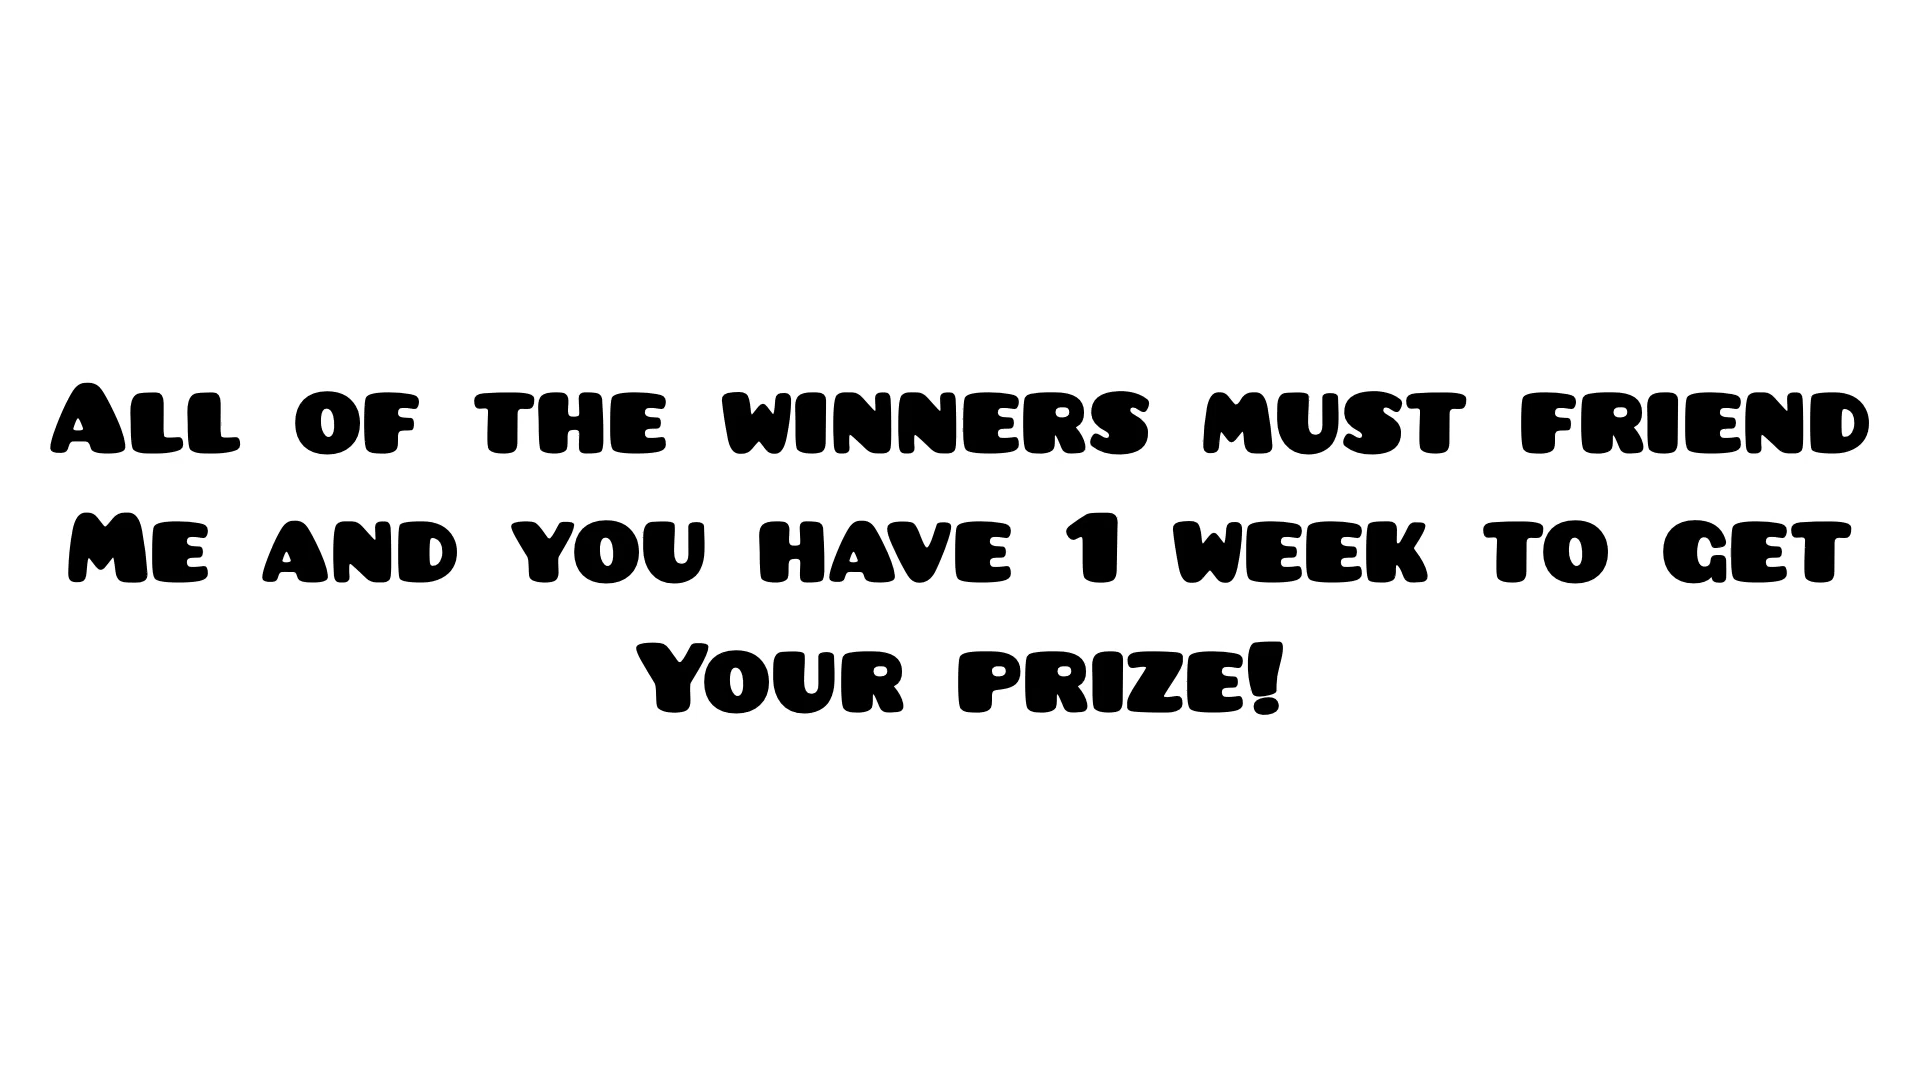 All of the winners must friend
Me and you have 1 week to get
Your prize!